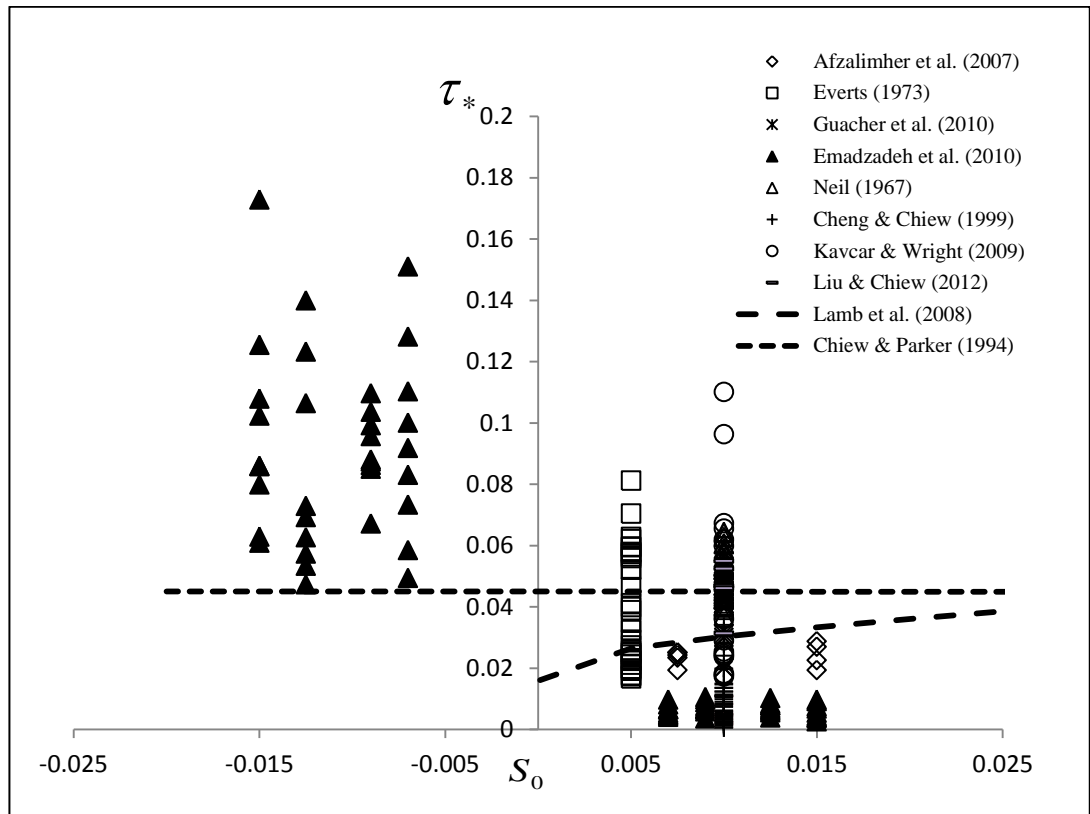 Afzalimher et al. (2007)
Everts (1973)
Guacher et al. (2010)
Emadzadeh et al. (2010)
Neil (1967)
Cheng & Chiew (1999)
Kavcar & Wright (2009)
Liu & Chiew (2012)
Lamb et al. (2008)
Chiew & Parker (1994)
τ*
0.2
0.18
0.16
0.14
0.12
0.1
0.08
0.06
0.04
0.02
0
-0.025
-0.015
-0.005
0.005
0.015
0.025
S0